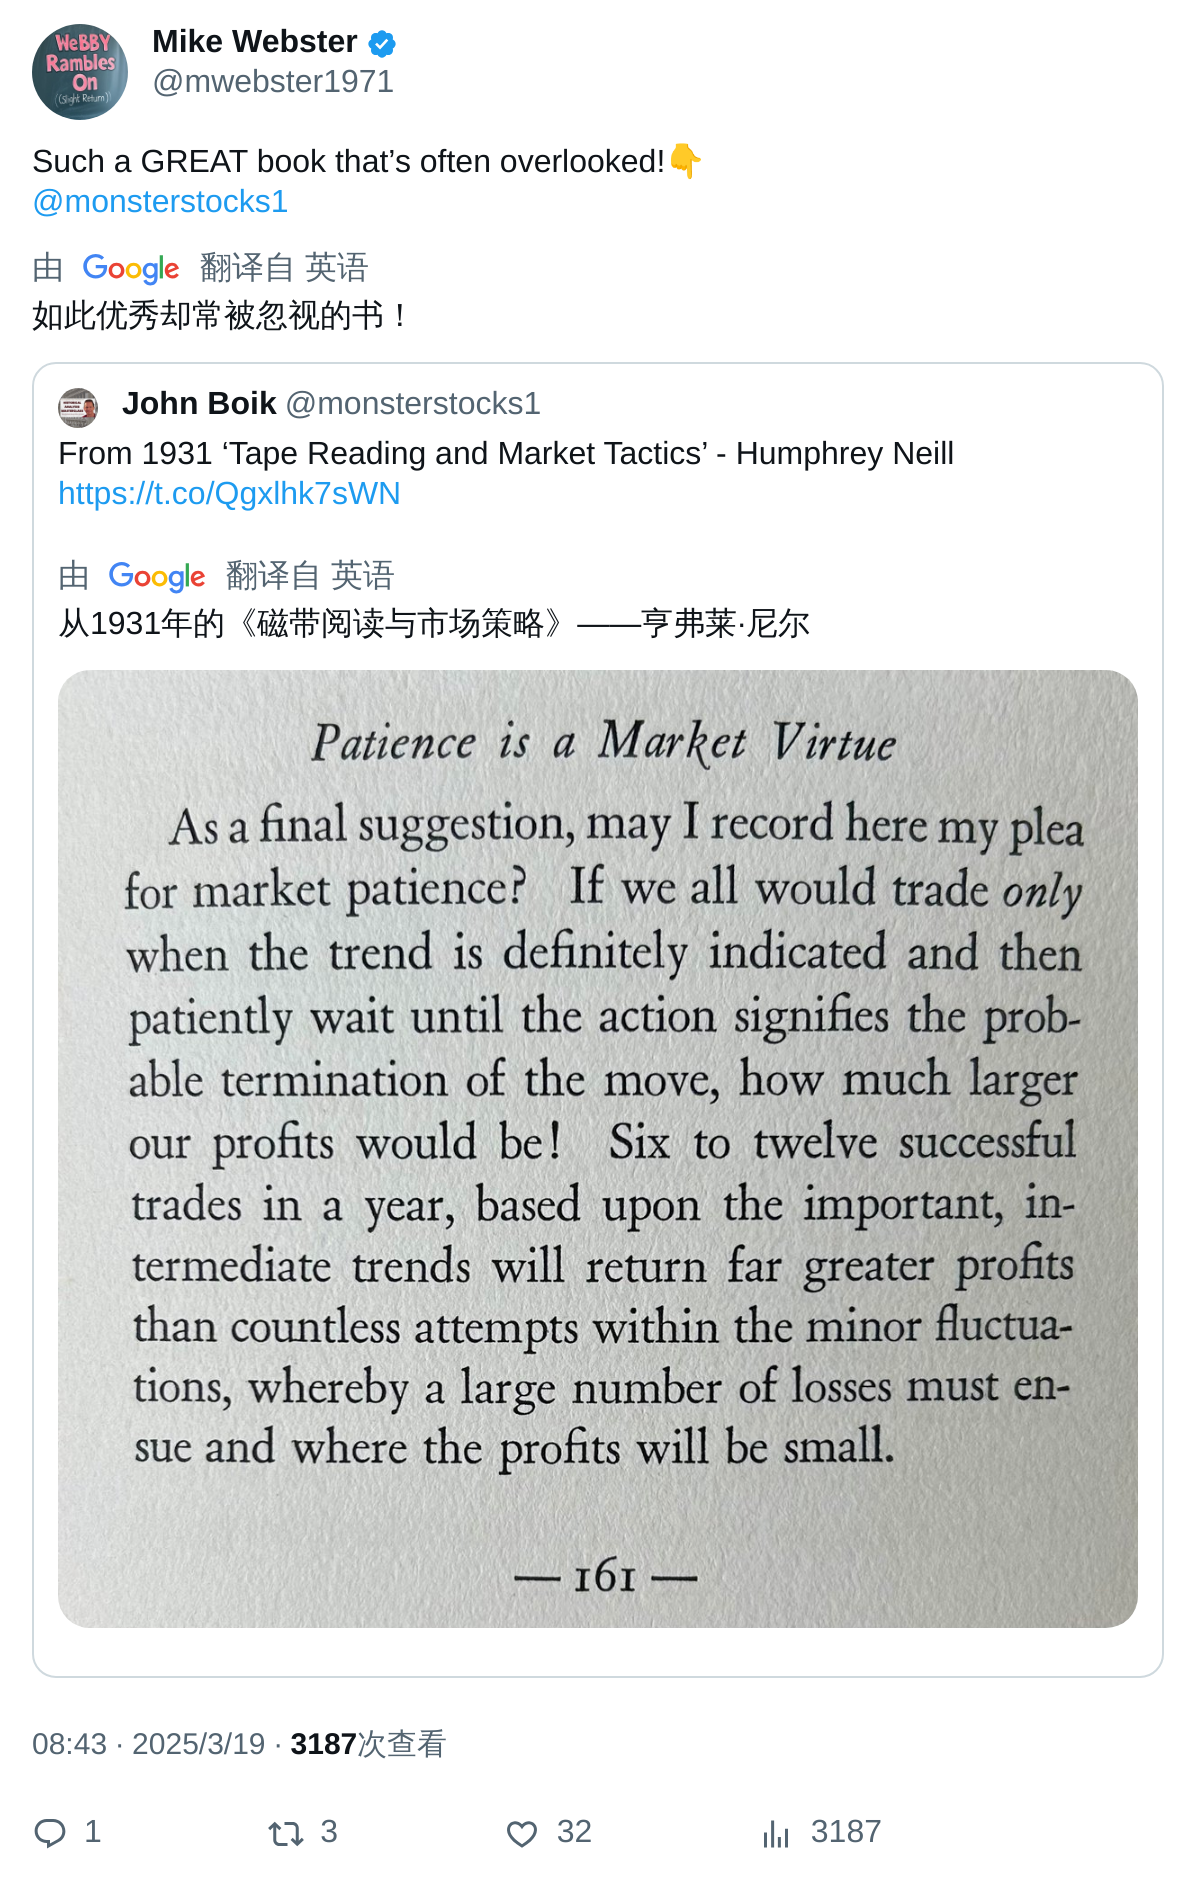 WeBBY
Rambles
On
((Slight Return))
Mike Webster
@mwebster1971
Such a GREAT book that’s often overlooked!👇
@monsterstocks1
由 Google 翻译自 英语
如此优秀却常被忽视的书！
John Boik @monsterstocks1
From 1931 ‘Tape Reading and Market Tactics’ - Humphrey Neill
https://t.co/Qgxlhk7sWN
由 Google 翻译自 英语
从1931年的《磁带阅读与市场策略》——亨弗莱·尼尔
Patience is a Market Virtue
As a final suggestion, may I record here my plea
for market patience? If we all would trade only
when the trend is definitely indicated and then
patiently wait until the action signifies the prob-
able termination of the move, how much larger
our profits would be! Six to twelve successful
trades in a year, based upon the important, in-
termediate trends will return far greater profits
than countless attempts within the minor fluctua-
tions, whereby a large number of losses must en-
sue and where the profits will be small.
— 161 —
08:43 · 2025/3/19 · 3187次查看
1 3 32 3187